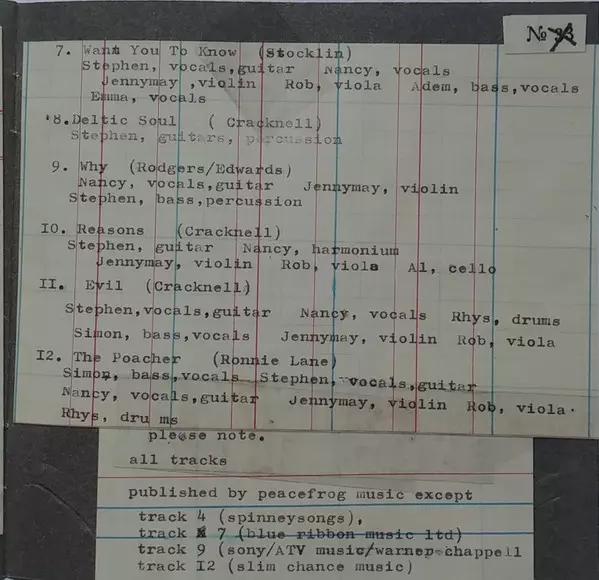 №
7. Want You To Know (Stocklin)
Stephen, vocals,guitar Nancy, vocals
Jennymay ,violin Rob, viola Adem, bass,vocals
Emma, vocals
'8.Deltic Soul ( Cracknell)
Stephen, guitars, percussion
9. Why (Rodgers/Edwards)
Nancy, vocals,guitar Jennymay, violin
Stephen, bass,percussion
IO. Reasons (Cracknell)
Stephen, guitar Nancy, harmonium
Jennymay, violin Rob, viola Al, cello
II. Evil (Cracknell)
Stephen,vocals,guitar Nancy, vocals Rhys, drums
Simon, bass,vocals Jennymay, violin Rob, viola
I2. The Poacher (Ronnie Lane)
Simon, bass,vocals Stephen, vocals,guitar
Nancy, vocals,guitar Jennymay, violin Rob, viola.
Rhys, dru ms
please note.
all tracks
published by peacefrog music except
track 4 (spinneysongs),
track 7 (blue ribbon music ltd)
track 9 (sony/ATV music/warner-chappell
track I2 (slim chance music)